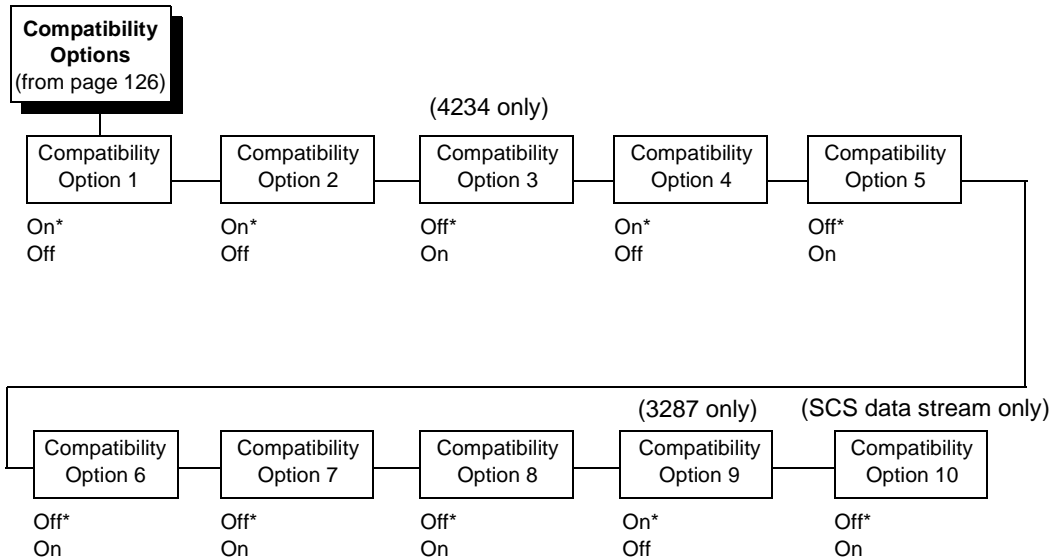 Compatibility
Options
(from page 126)
(4234 only)
Compatibility
Option 1
Compatibility
Option 2
Compatibility
Option 3
Compatibility
Option 4
Compatibility
Option 5
On*
Off
On*
Off
Off*
On
On*
Off
Off*
On
(3287 only)
(SCS data stream only)
Compatibility
Option 6
Compatibility
Option 7
Compatibility
Option 8
Compatibility
Option 9
Compatibility
Option 10
Off*
On
Off*
On
Off*
On
On*
Off
Off*
On